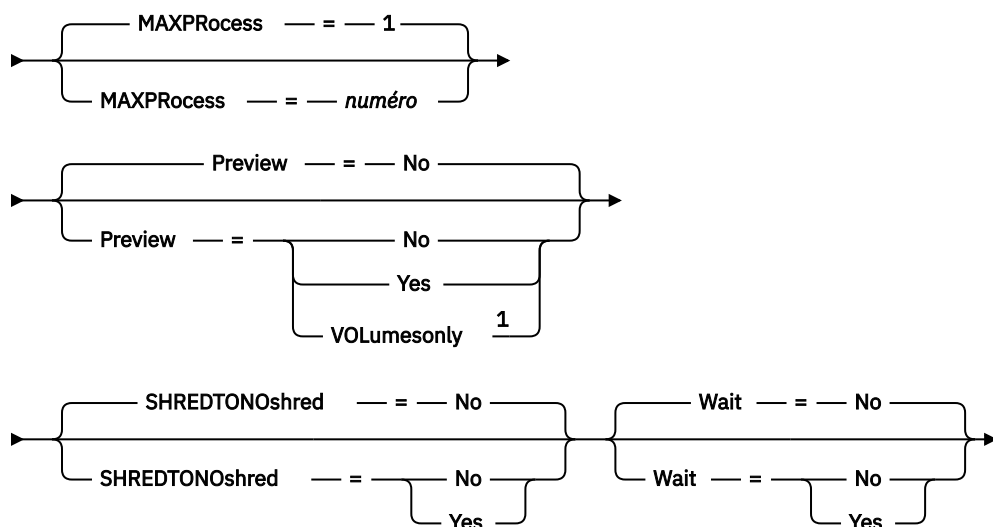 MAXPRocess = 1
MAXPRocess = numéro
Preview = No
Preview = No
Yes
VOLumesonly 1
SHREDTONOshred = No Wait = No
SHREDTONOshred = No Wait = No
Yes Yes